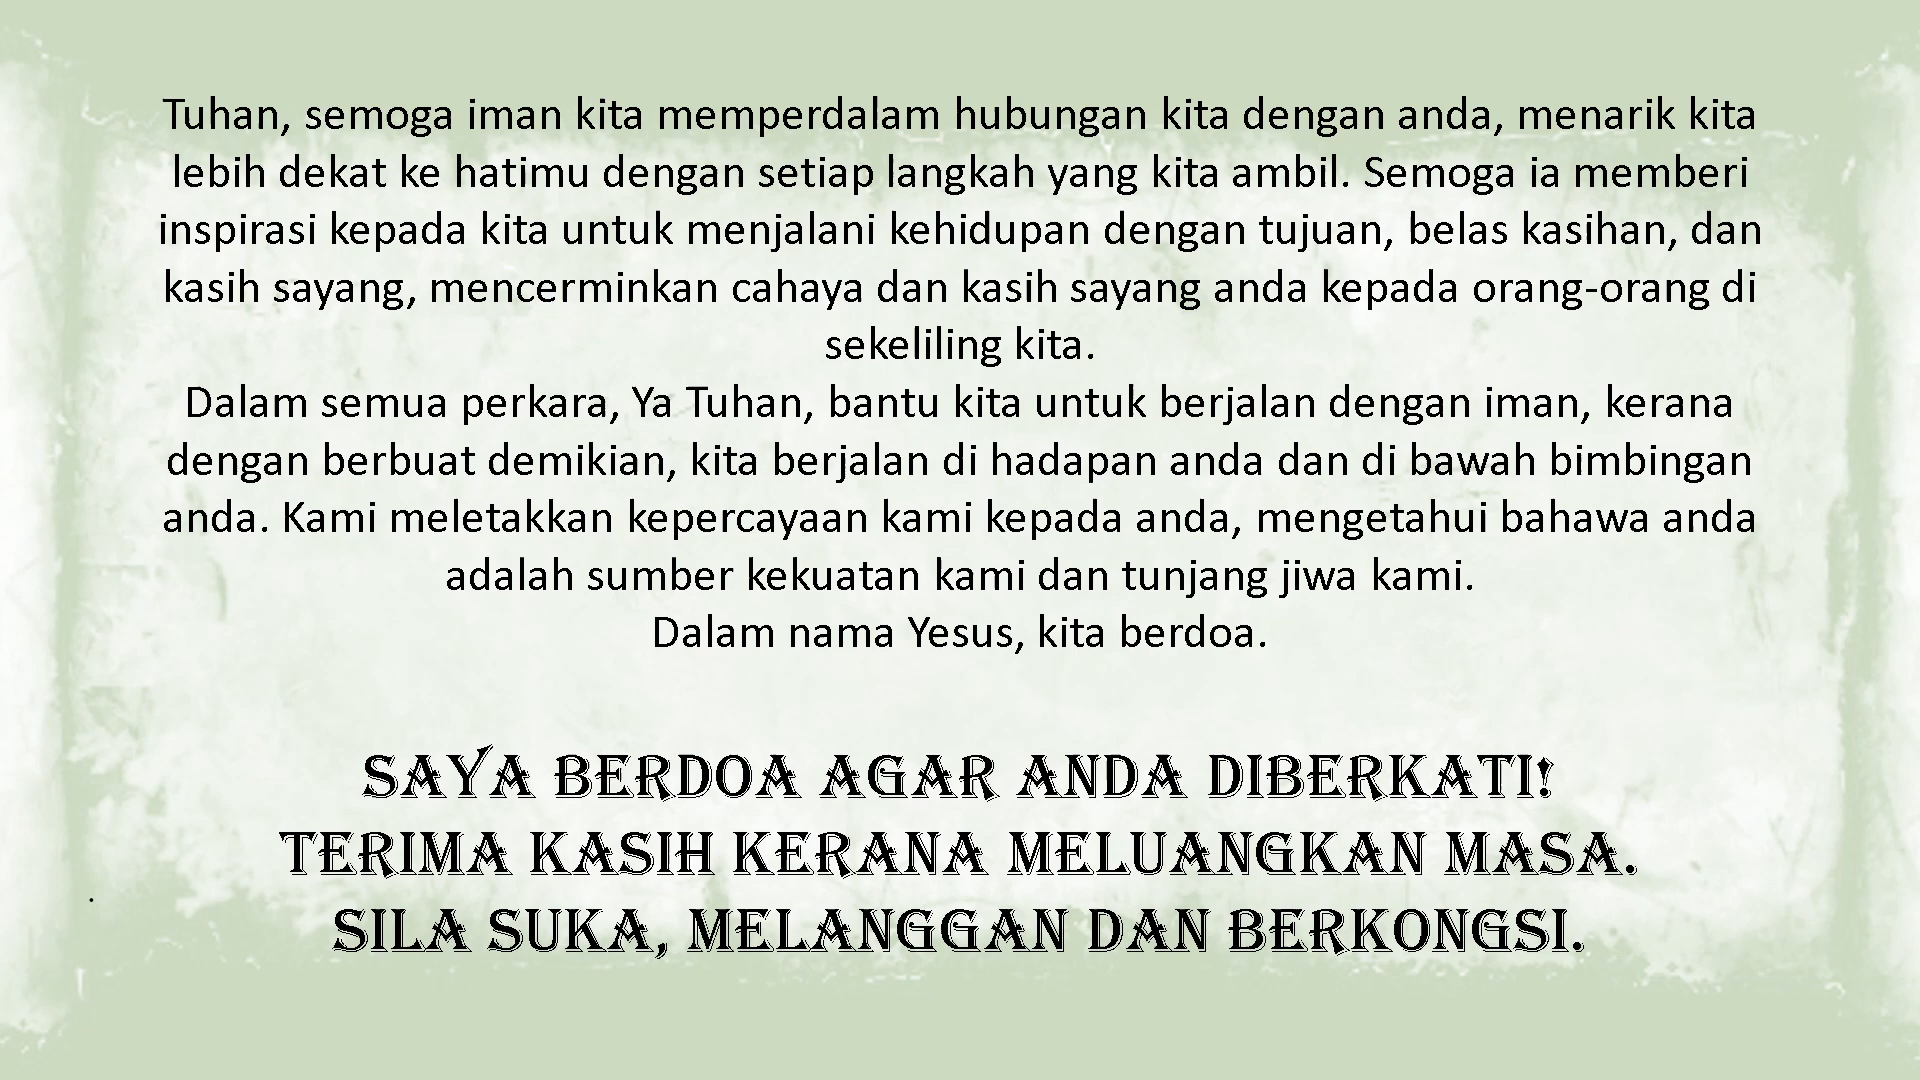 Tuhan, semoga iman kita memperdalam hubungan kita dengan anda, menarik kita
lebih dekat ke hatimu dengan setiap langkah yang kita ambil. Semoga ia memberi
inspirasi kepada kita untuk menjalani kehidupan dengan tujuan, belas kasihan, dan
kasih sayang, mencerminkan cahaya dan kasih sayang anda kepada orang-orang di
sekeliling kita.
Dalam semua perkara, Ya Tuhan, bantu kita untuk berjalan dengan iman, kerana
dengan berbuat demikian, kita berjalan di hadapan anda dan di bawah bimbingan
anda. Kami meletakkan kepercayaan kami kepada anda, mengetahui bahawa anda
adalah sumber kekuatan kami dan tunjang jiwa kami.
Dalam nama Yesus, kita berdoa.
SAYA BERDOA AGAR ANDA DIBERKATI!
TERIMA KASIH KERANA MELUANGKAN MASA.
.
SILA SUKA, MELANGGAN DAN BERKONGSI.